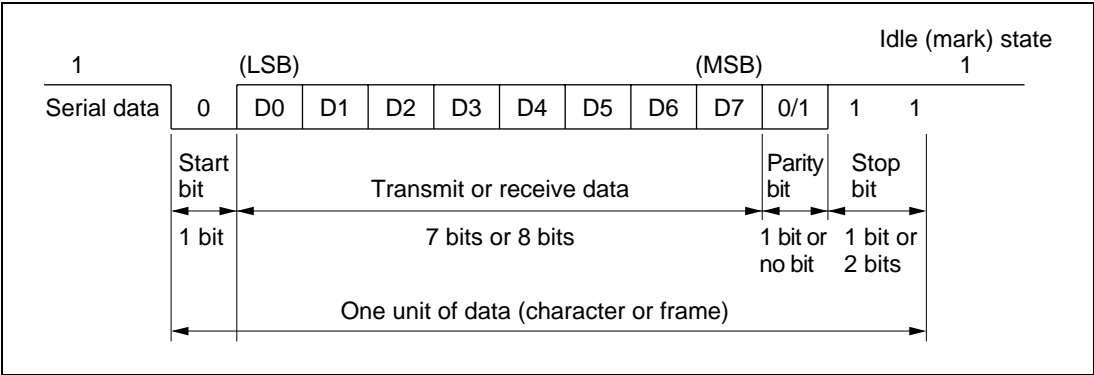 Idle (mark) state
1 (LSB) (MSB) 1
Serial data 0 D0 D1 D2 D3 D4 D5 D6 D7 0/1 1 1
Start bit
Transmit or receive data
Parity bit
Stop bit
1 bit
7 bits or 8 bits
1 bit or no bit
1 bit or 2 bits
One unit of data (character or frame)